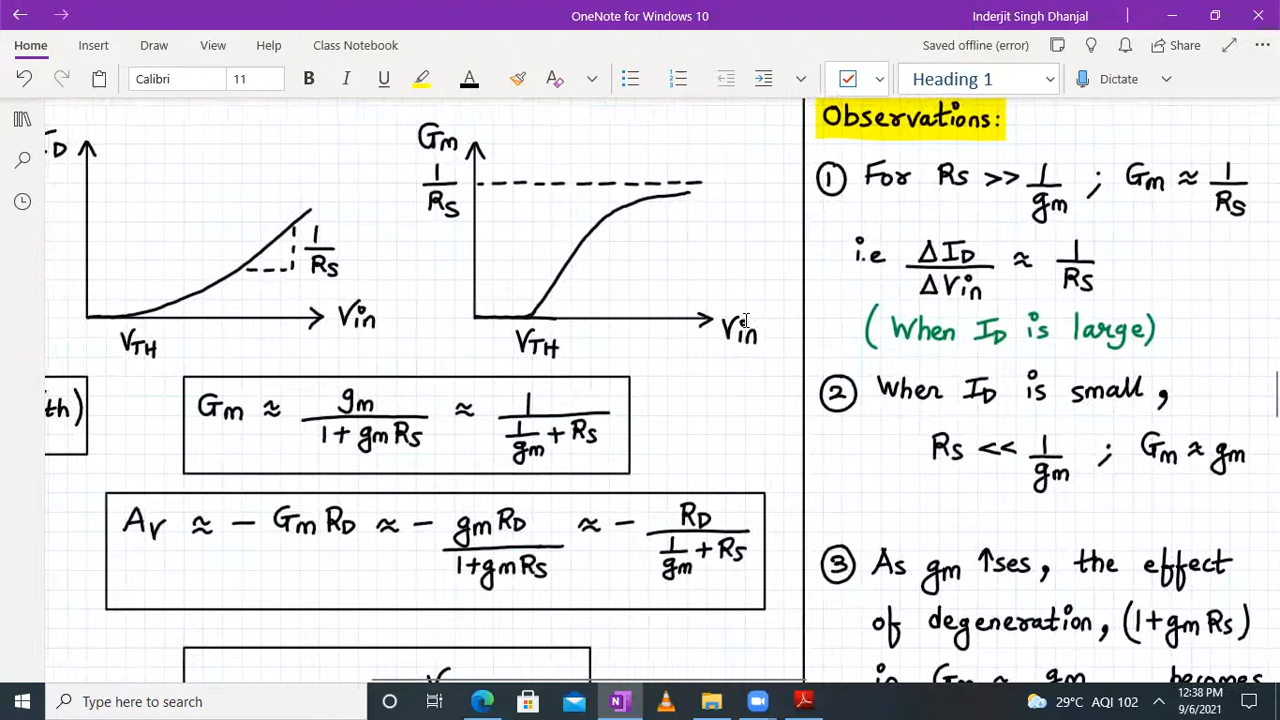 OneNote for Windows 10
Inderjit Singh Dhanjal
Home Insert Draw View Help Class Notebook
Saved offline (error)
Share
Calibri 11 B I U A Heading 1 Dictate
D
1/RS
Vin
VTH
Gm
1/RS
Vin
VTH
th)
Gm ≈ gm/(1 + gmRS) ≈ 1/(1/gm + RS)
Av ≈ - GmRD ≈ - gmRD/(1+gmRS) ≈ - RD/(1/gm + RS)
Observations:
① For RS >> 1/gm ; Gm ≈ 1/RS
i.e ΔID/ΔVin ≈ 1/RS
(When ID is large)
② When ID is small,
RS << 1/gm ; Gm ≈ gm
③ As gm ↑ses, the effect
of degeneration, (1+gmRS)
in Gm ≈ gm becomes
Type here to search
29°C AQI 102
12:38 PM
9/6/2021